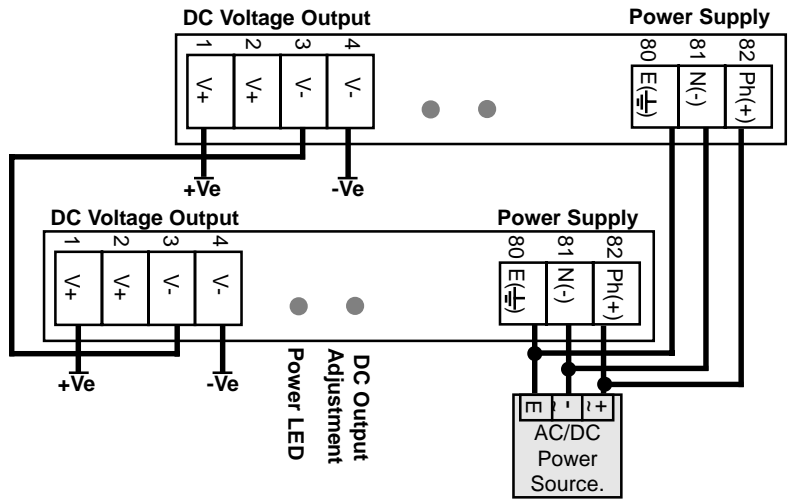 DC Voltage Output
Power Supply
1 2 3 4
80 81 82
V+ V+ V- V-
E( ) N(-) Ph(+)
+Ve -Ve
DC Voltage Output
Power Supply
1 2 3 4
80 81 82
V+ V+ V- V-
E( ) N(-) Ph(+)
+Ve -Ve
Power LED
DC Output
Adjustment
E - ~ + ~
AC/DC
Power
Source.